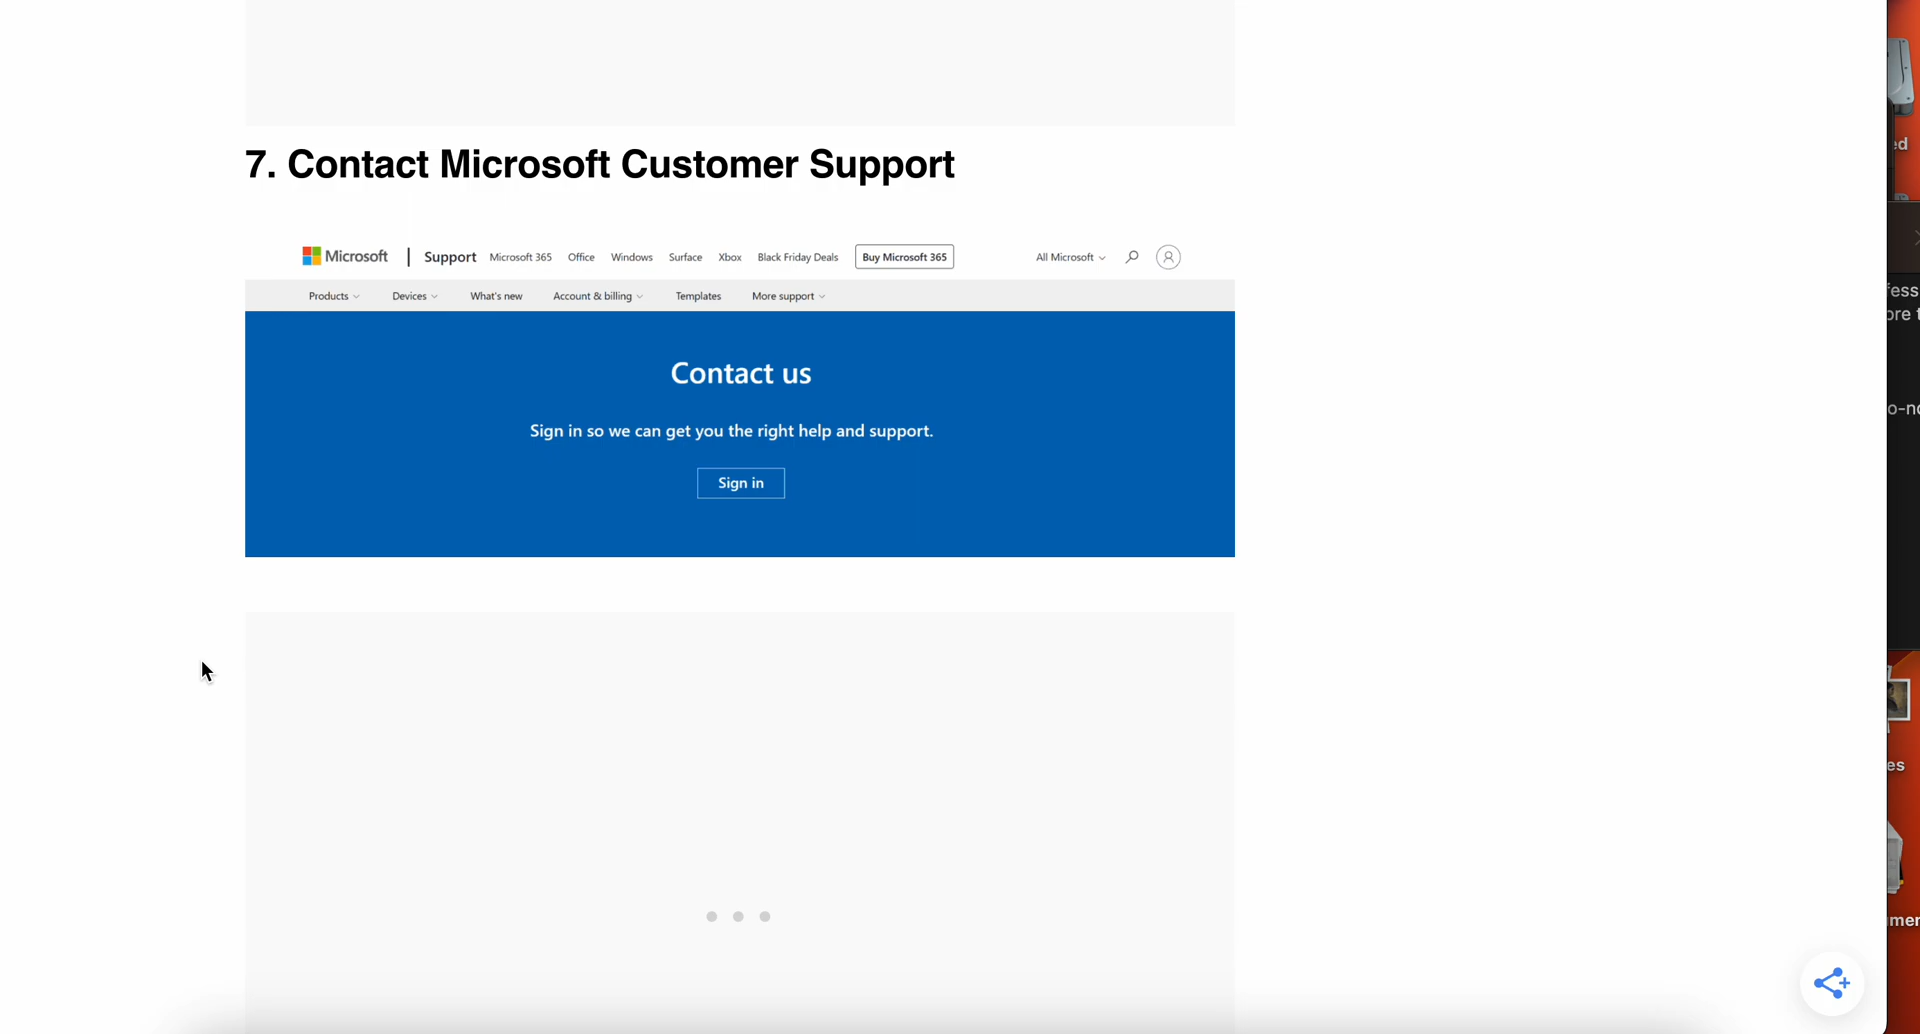 7. Contact Microsoft Customer Support
Microsoft | Support Microsoft 365 Office Windows Surface Xbox Black Friday Deals Buy Microsoft 365 All Microsoft
Products Devices What's new Account & billing Templates More support
Contact us
Sign in so we can get you the right help and support.
Sign in